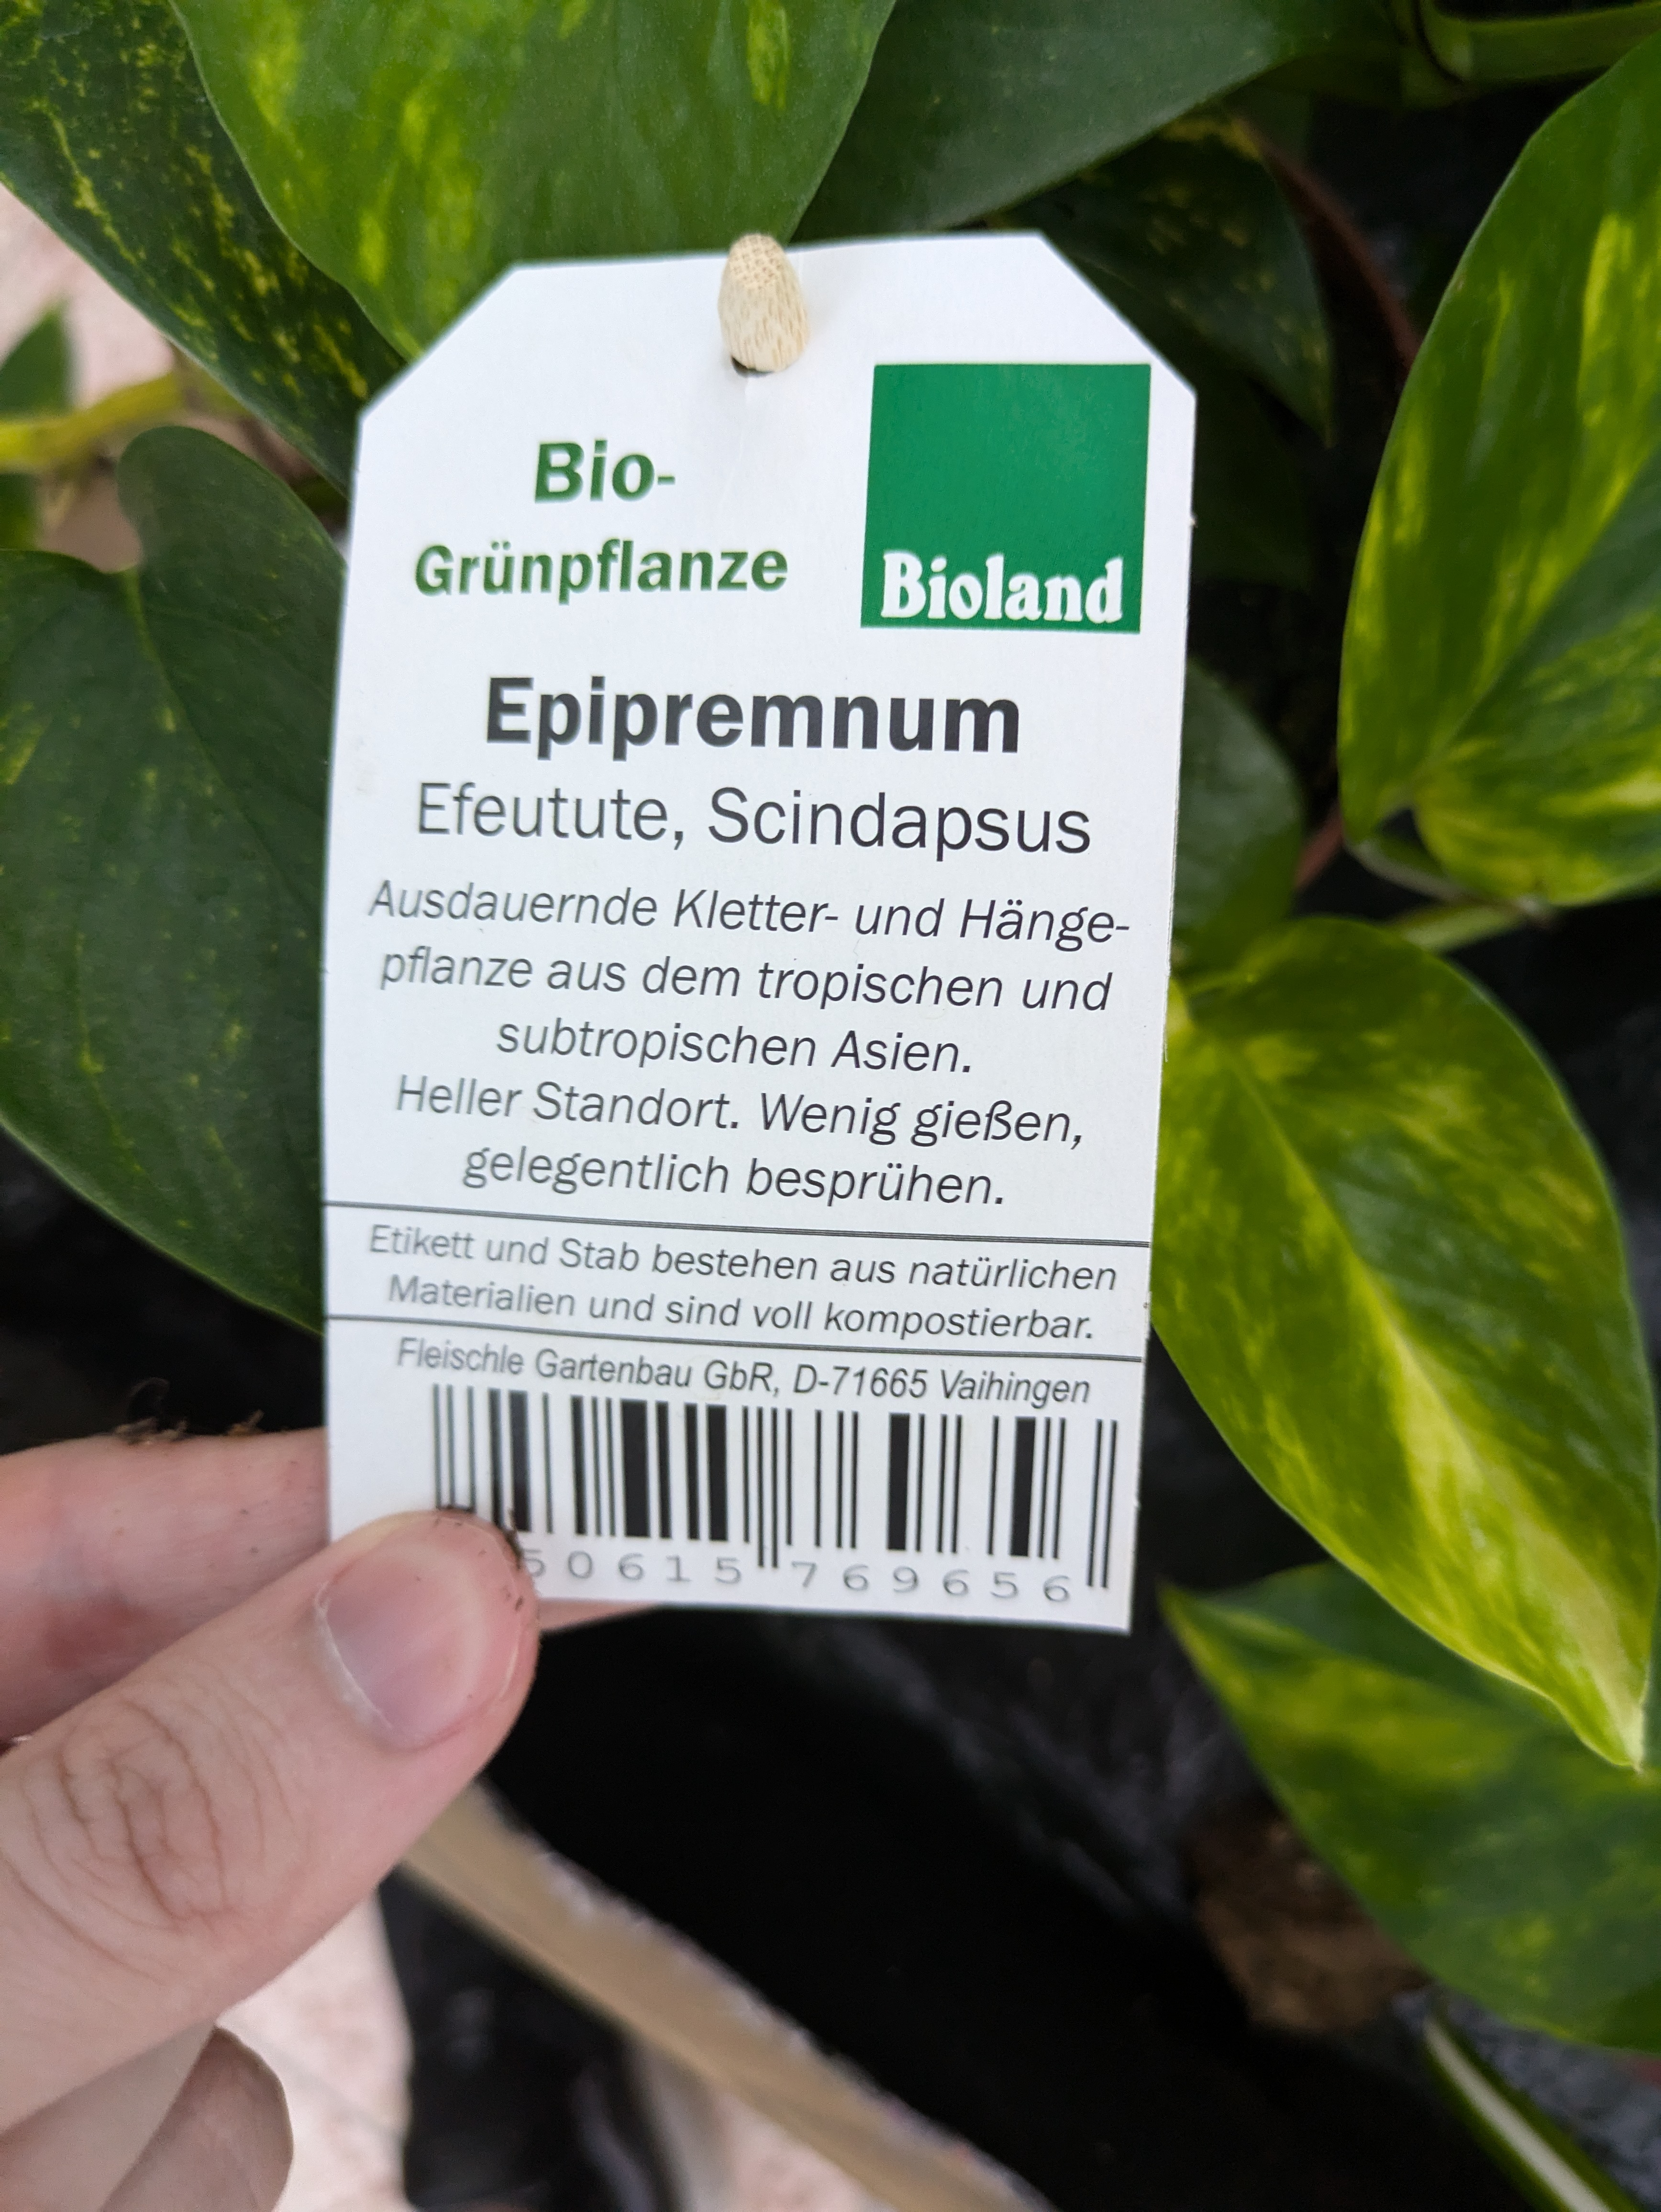 Bio-
Grünpflanze
Bioland
Epipremnum
Efeutute, Scindapsus
Ausdauernde Kletter- und Hänge-
pflanze aus dem tropischen und
subtropischen Asien.
Heller Standort. Wenig gießen,
gelegentlich besprühen.
Etikett und Stab bestehen aus natürlichen
Materialien und sind voll kompostierbar.
Fleischle Gartenbau GbR, D-71665 Vaihingen
50615 769656